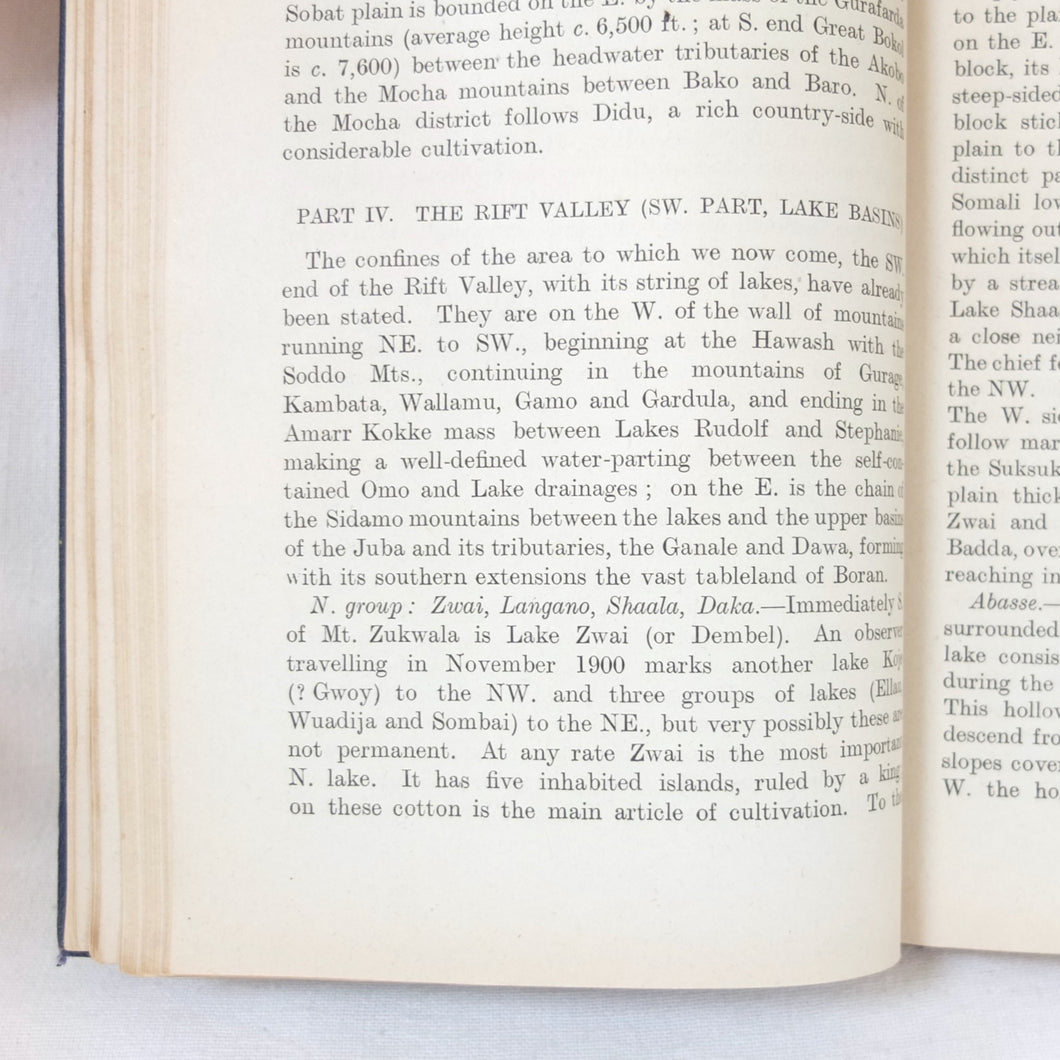 Sobat plain is bounded on the E. by the mass of the Gurafarda
mountains (average height c. 6,500 ft. ; at S. end Great Bokol
is c. 7,600) between the headwater tributaries of the Akobo
and the Mocha mountains between Bako and Baro. N. of
the Mocha district follows Didu, a rich country-side with
considerable cultivation.
PART IV. THE RIFT VALLEY (SW. PART, LAKE BASINS)
The confines of the area to which we now come, the SW.
end of the Rift Valley, with its string of lakes, have already
been stated. They are on the W. of the wall of mountains
running NE. to SW., beginning at the Hawash with the
Soddo Mts., continuing in the mountains of Gurage,
Kambata, Wallamu, Gamo and Gardula, and ending in the
Amarr Kokke mass between Lakes Rudolf and Stephanie,
making a well-defined water-parting between the self-con-
tained Omo and Lake drainages ; on the E. is the chain of
the Sidamo mountains between the lakes and the upper basin
of the Juba and its tributaries, the Ganale and Dawa, forming
with its southern extensions the vast tableland of Boran.
N. group : Zwai, Langano, Shaala, Daka.—Immediately S.
of Mt. Zukwala is Lake Zwai (or Dembel). An observer
travelling in November 1900 marks another lake Koje
(? Gwoy) to the NW. and three groups of lakes (Ellan,
Wuadija and Sombai) to the NE., but very possibly these are
not permanent. At any rate Zwai is the most important
N. lake. It has five inhabited islands, ruled by a king;
on these cotton is the main article of cultivation. To the
to the pla
on the E.
block, its
steep-sided
block stic
plain to t
distinct pa
Somali lov
flowing out
which itsel
by a strea
Lake Shaa
a close nei
The chief f
the NW.
The W. si
follow mar
the Suksuk
plain thick
Zwai and
Badda, ove
reaching in
Abasse.—
surrounded
lake consis
during the
This hollov
descend fro
slopes cove
W. the ho